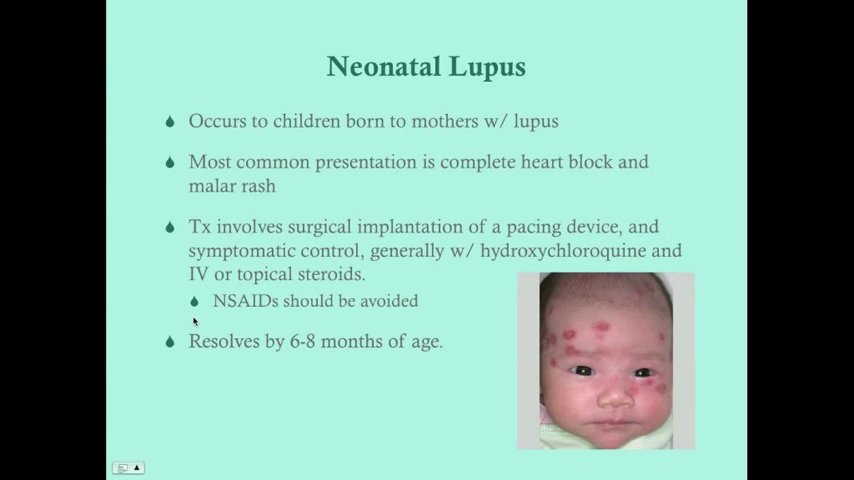 Neonatal Lupus
Occurs to children born to mothers w/ lupus
Most common presentation is complete heart block and
malar rash
Tx involves surgical implantation of a pacing device, and
symptomatic control, generally w/ hydroxychloroquine and
IV or topical steroids.
NSAIDs should be avoided
Resolves by 6-8 months of age.